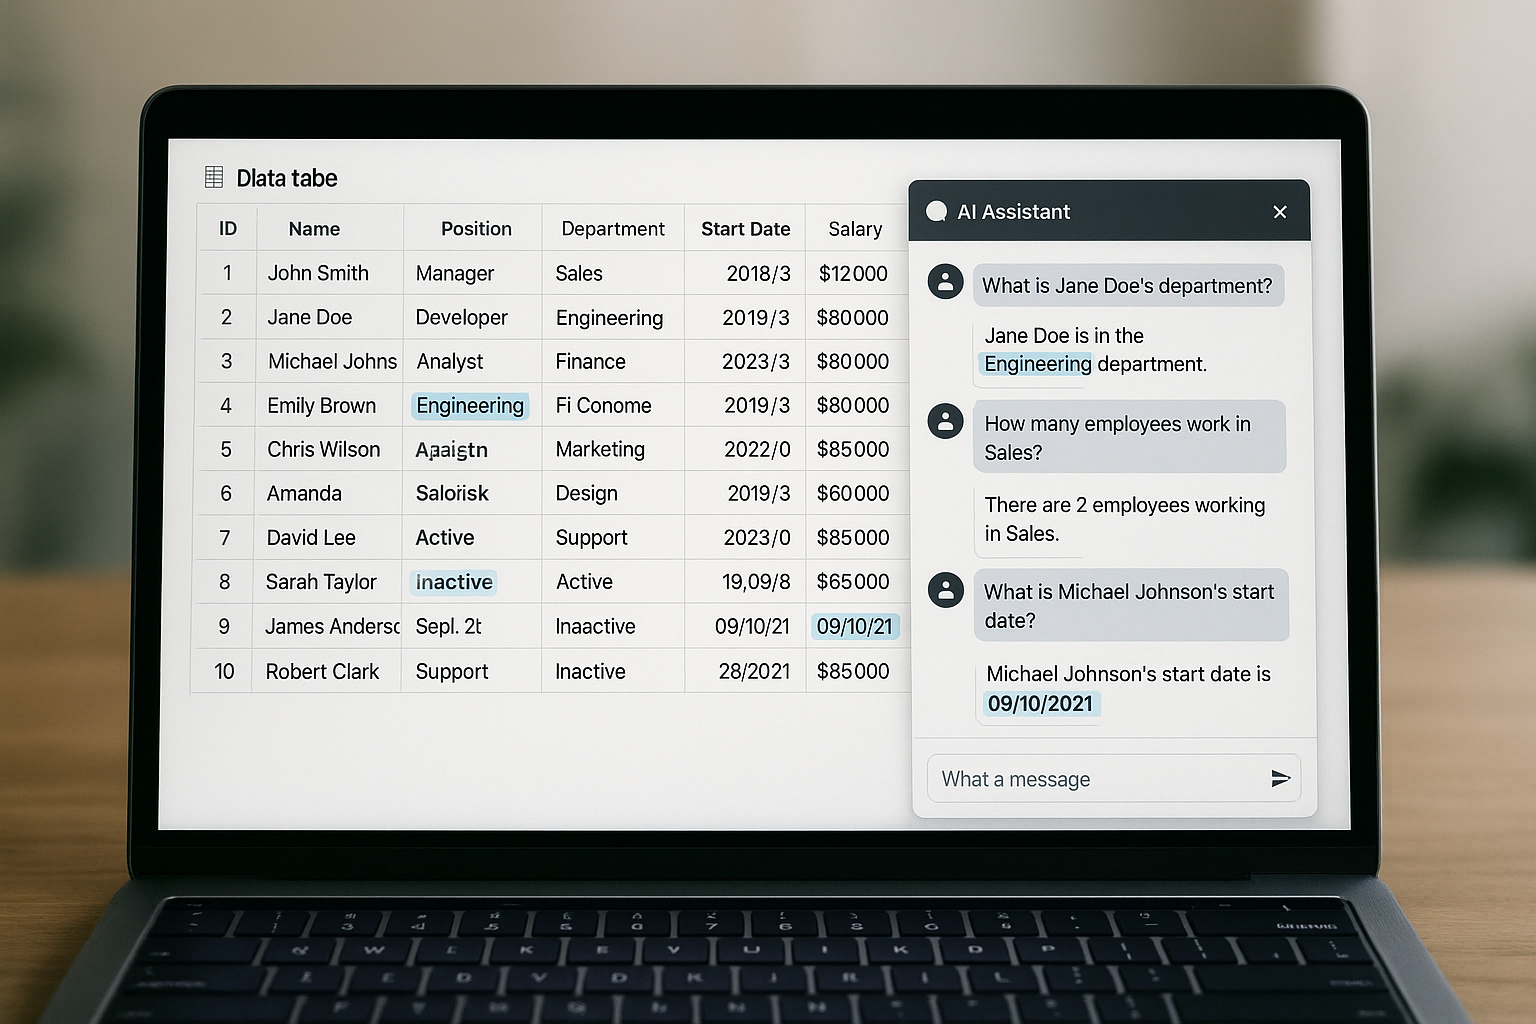 Dlata tabe
ID Name Position Department Start Date Salary
1 John Smith Manager Sales 2018/3 $12000
2 Jane Doe Developer Engineering 2019/3 $80000
3 Michael Johns Analyst Finance 2023/3 $80000
4 Emily Brown Engineering Fi Conome 2019/3 $80000
5 Chris Wilson Marketing 2022/0 $85000
6 Amanda Salorisk Design 2019/3 $60000
7 David Lee Active Support 2023/0 $85000
8 Sarah Taylor Inactive Active 19,09/8 $65000
9 James Andersc Sepl. 2t Inaactive 09/10/21 09/10/21
10 Robert Clark Support Inactive 28/2021 $85000
AI Assistant
What is Jane Doe's department?
Jane Doe is in the
Engineering department.
How many employees work in
Sales?
There are 2 employees working
in Sales.
What is Michael Johnson's start
date?
Michael Johnson's start date is
09/10/2021
What a message